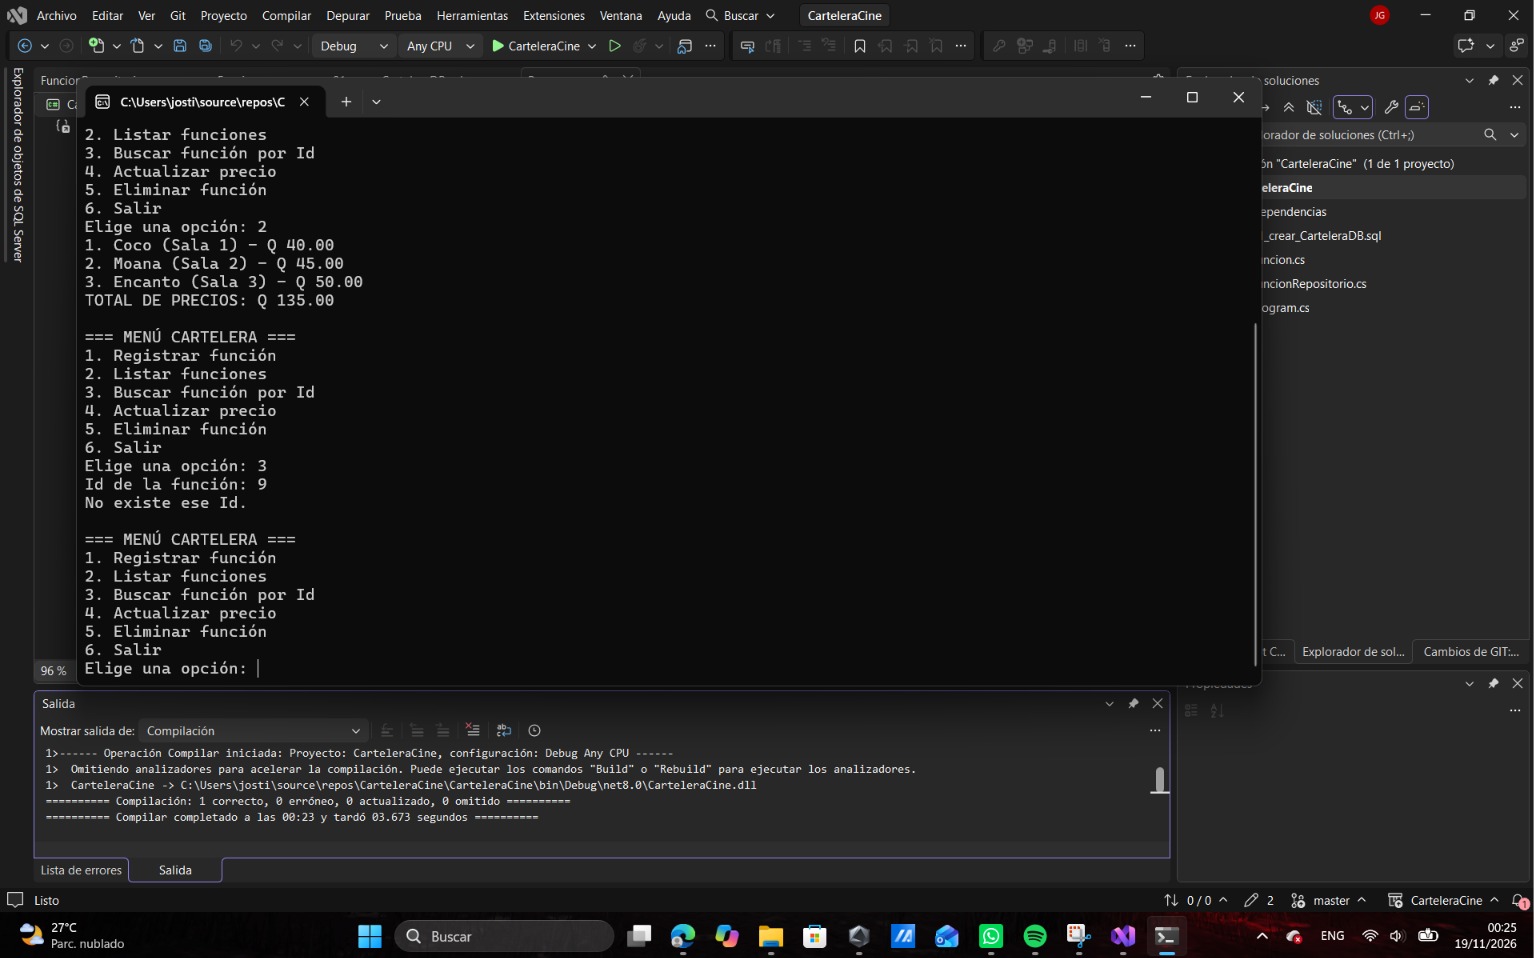 Archivo Editar Ver Git Proyecto Compilar Depurar Prueba Herramientas Extensiones Ventana Ayuda Buscar CarteleraCine JG
Debug Any CPU CarteleraCine
Explorador de objetos de SQL Server
soluciones
C:\Users\josti\source\repos\C
orador de soluciones (Ctrl+;)
ón "CarteleraCine" (1 de 1 proyecto)
eleraCine
ependencias
_crear_CarteleraDB.sql
ncion.cs
ncionRepositorio.cs
ogram.cs
2. Listar funciones
3. Buscar función por Id
4. Actualizar precio
5. Eliminar función
6. Salir
Elige una opción: 2
1. Coco (Sala 1) - Q 40.00
2. Moana (Sala 2) - Q 45.00
3. Encanto (Sala 3) - Q 50.00
TOTAL DE PRECIOS: Q 135.00
=== MENÚ CARTELERA ===
1. Registrar función
2. Listar funciones
3. Buscar función por Id
4. Actualizar precio
5. Eliminar función
6. Salir
Elige una opción: 3
Id de la función: 9
No existe ese Id.
=== MENÚ CARTELERA ===
1. Registrar función
2. Listar funciones
3. Buscar función por Id
4. Actualizar precio
5. Eliminar función
6. Salir
Elige una opción:
96 %
t C... Explorador de sol... Cambios de GIT:...
Salida
Mostrar salida de: Compilación
1>------ Operación Compilar iniciada: Proyecto: CarteleraCine, configuración: Debug Any CPU ------
1> Omitiendo analizadores para acelerar la compilación. Puede ejecutar los comandos "Build" o "Rebuild" para ejecutar los analizadores.
1> CarteleraCine -> C:\Users\josti\source\repos\CarteleraCine\CarteleraCine\bin\Debug\net8.0\CarteleraCine.dll
========== Compilación: 1 correcto, 0 erróneo, 0 actualizado, 0 omitido ==========
========== Compilar completado a las 00:23 y tardó 03.673 segundos ==========
Lista de errores Salida
Listo 0 / 0 2 master CarteleraCine 1
27°C
Parc. nublado
Buscar
ENG
00:25
19/11/2026